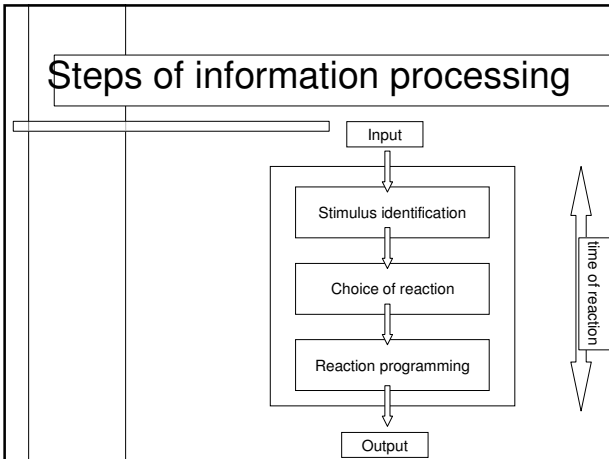 Steps of information processing
Input
Stimulus identification
Choice of reaction
Reaction programming
Output
time of reaction